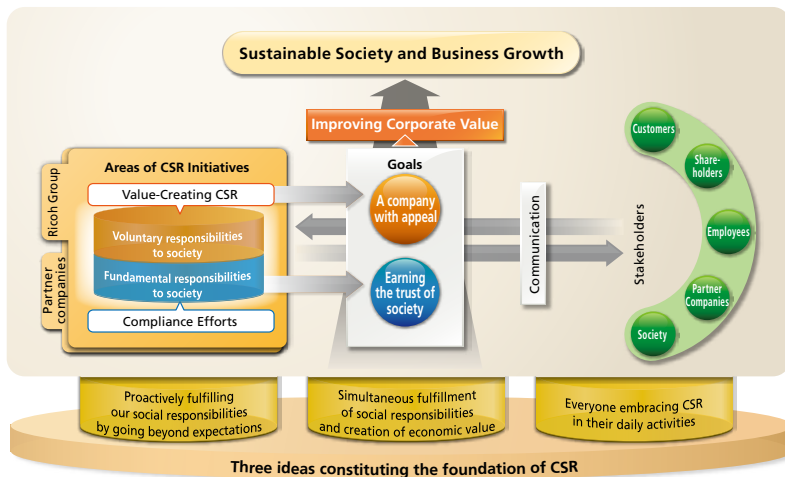 Sustainable Society and Business Growth
Improving Corporate Value
Ricoh Group
Partner
companies
Areas of CSR Initiatives
Value-Creating CSR
Voluntary responsibilities
to society
Fundamental responsibilities
to society
Compliance Efforts
Goals
A company
with appeal
Earning
the trust of
society
Communication
Stakeholders
Customers
Share-
holders
Employees
Partner
Companies
Society
Proactively fulfilling
our social responsibilities
by going beyond expectations
Simultaneous fulfillment
of social responsibilities
and creation of economic value
Everyone embracing CSR
in their daily activities
Three ideas constituting the foundation of CSR